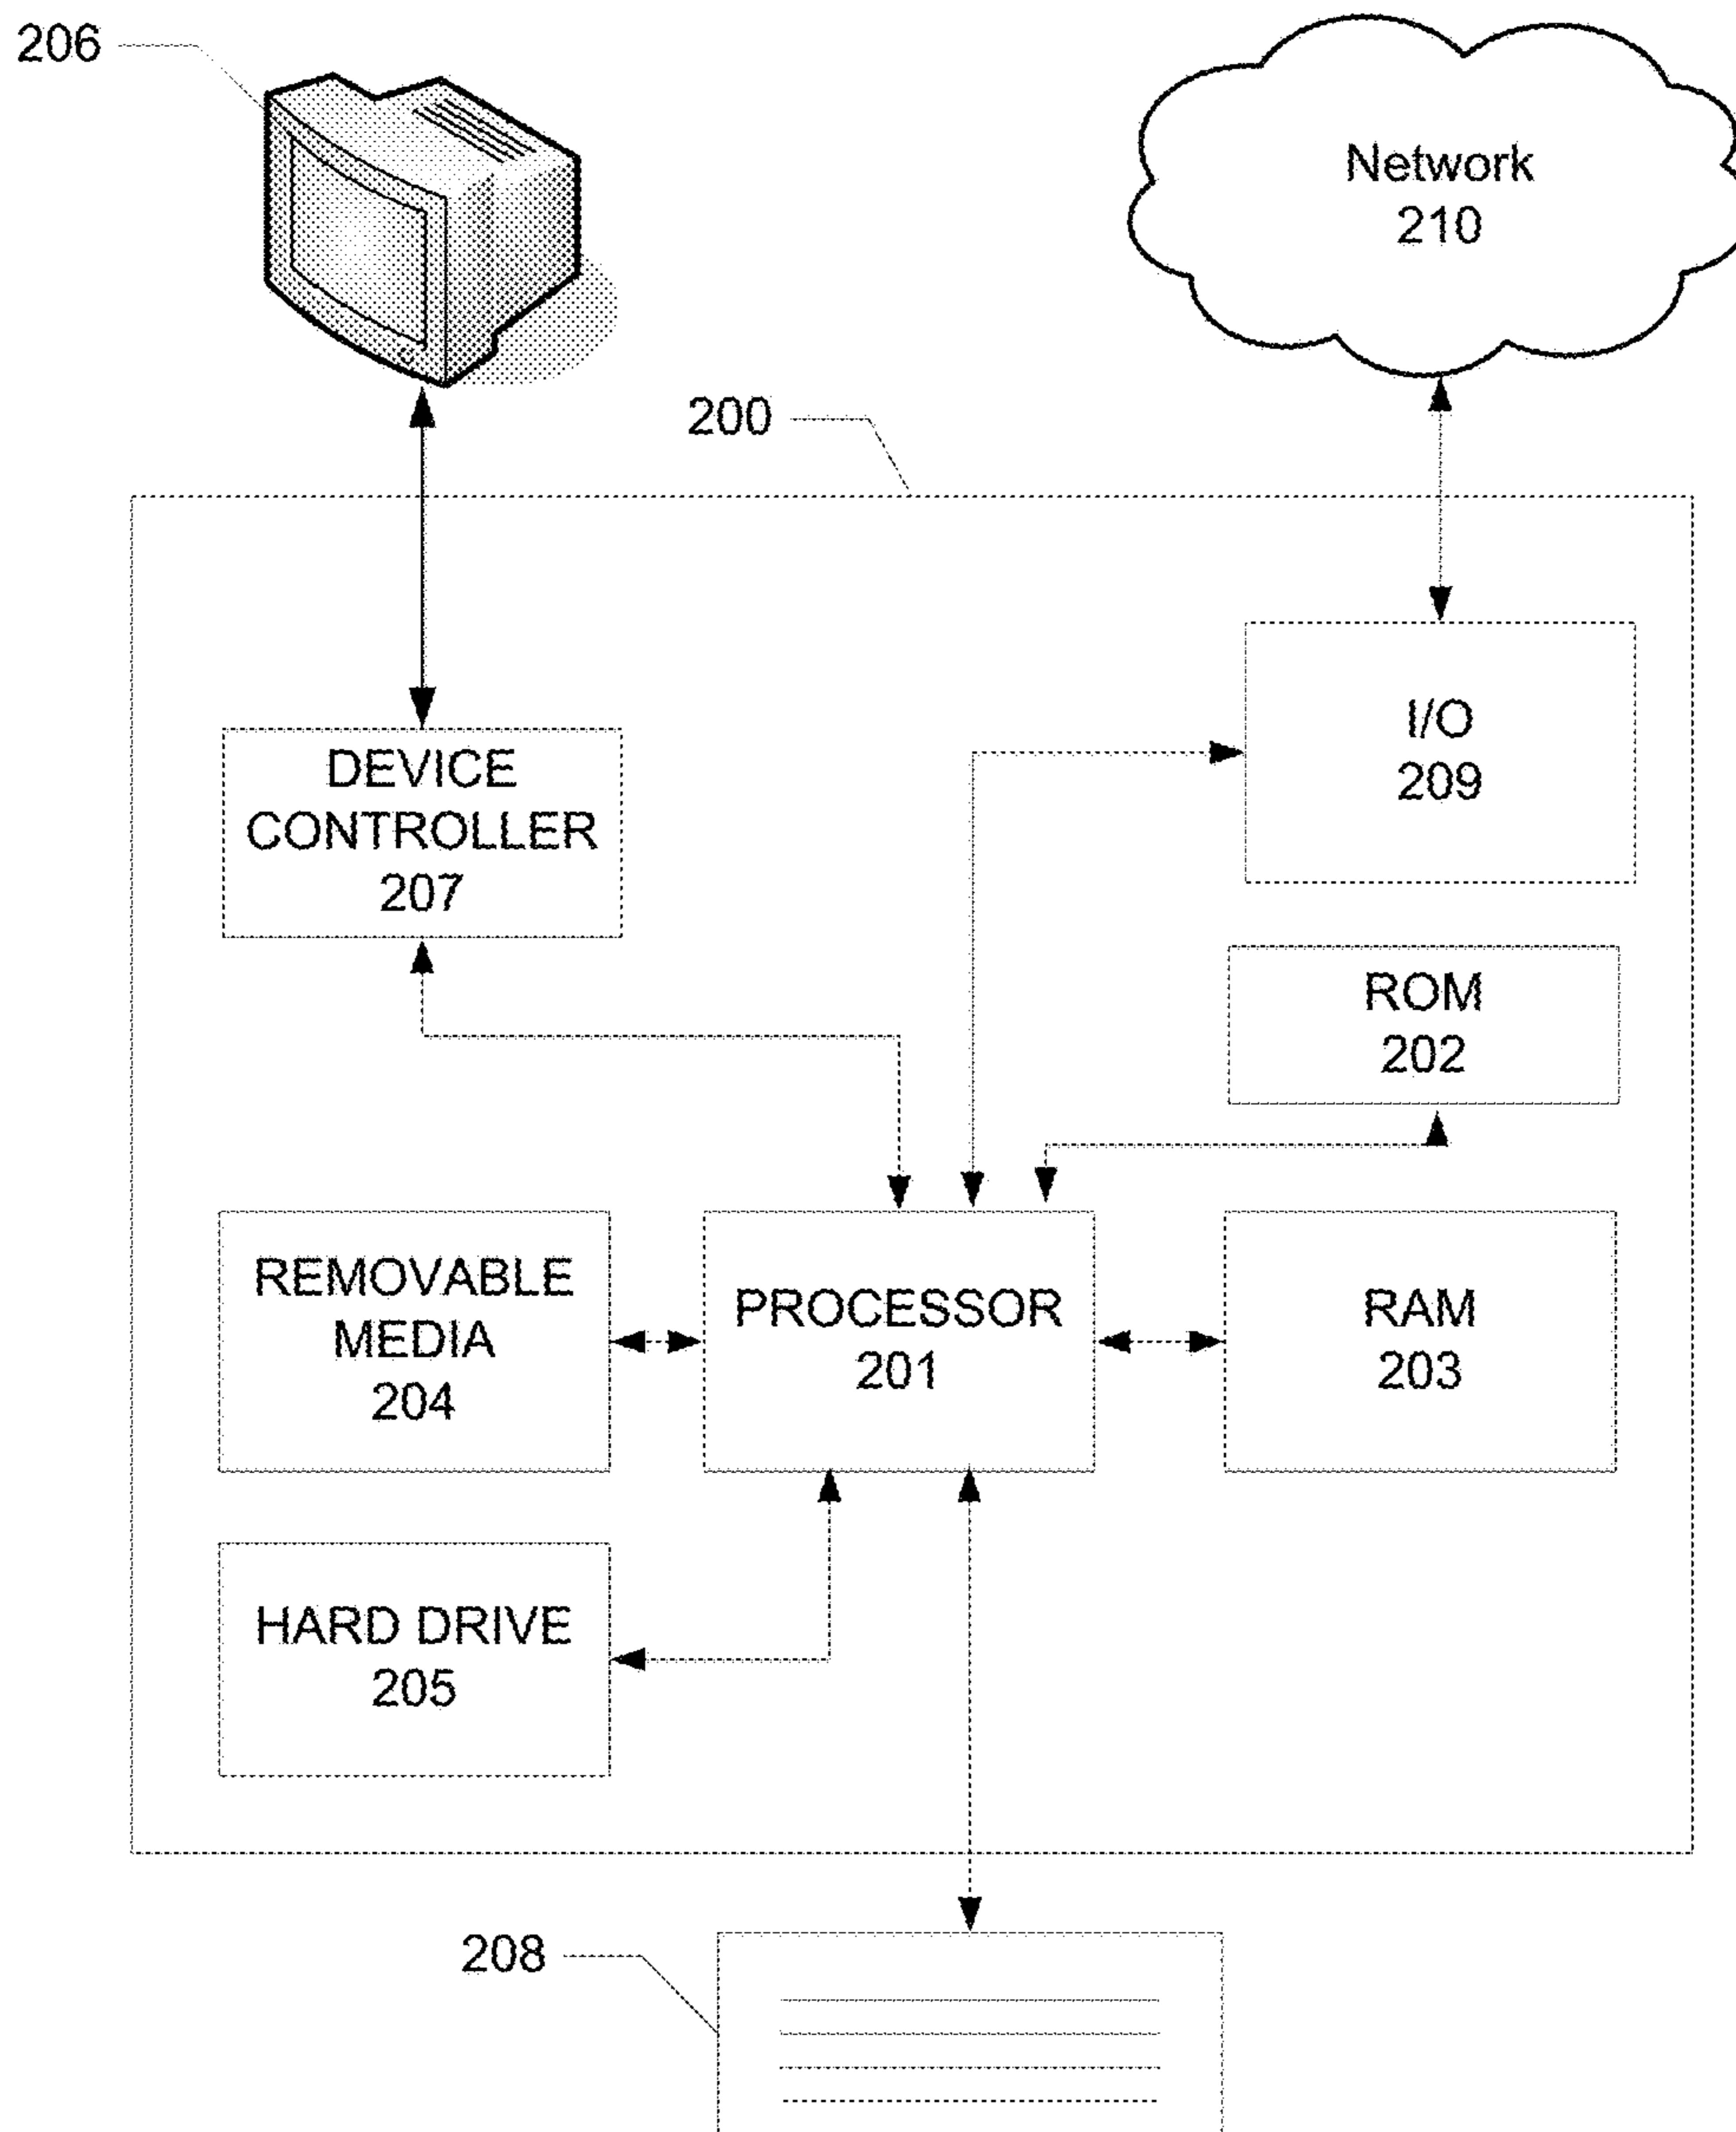 206
Network
210
200
I/O
209
DEVICE
CONTROLLER
207
ROM
202
REMOVABLE
MEDIA
204
PROCESSOR
201
RAM
203
HARD DRIVE
205
208